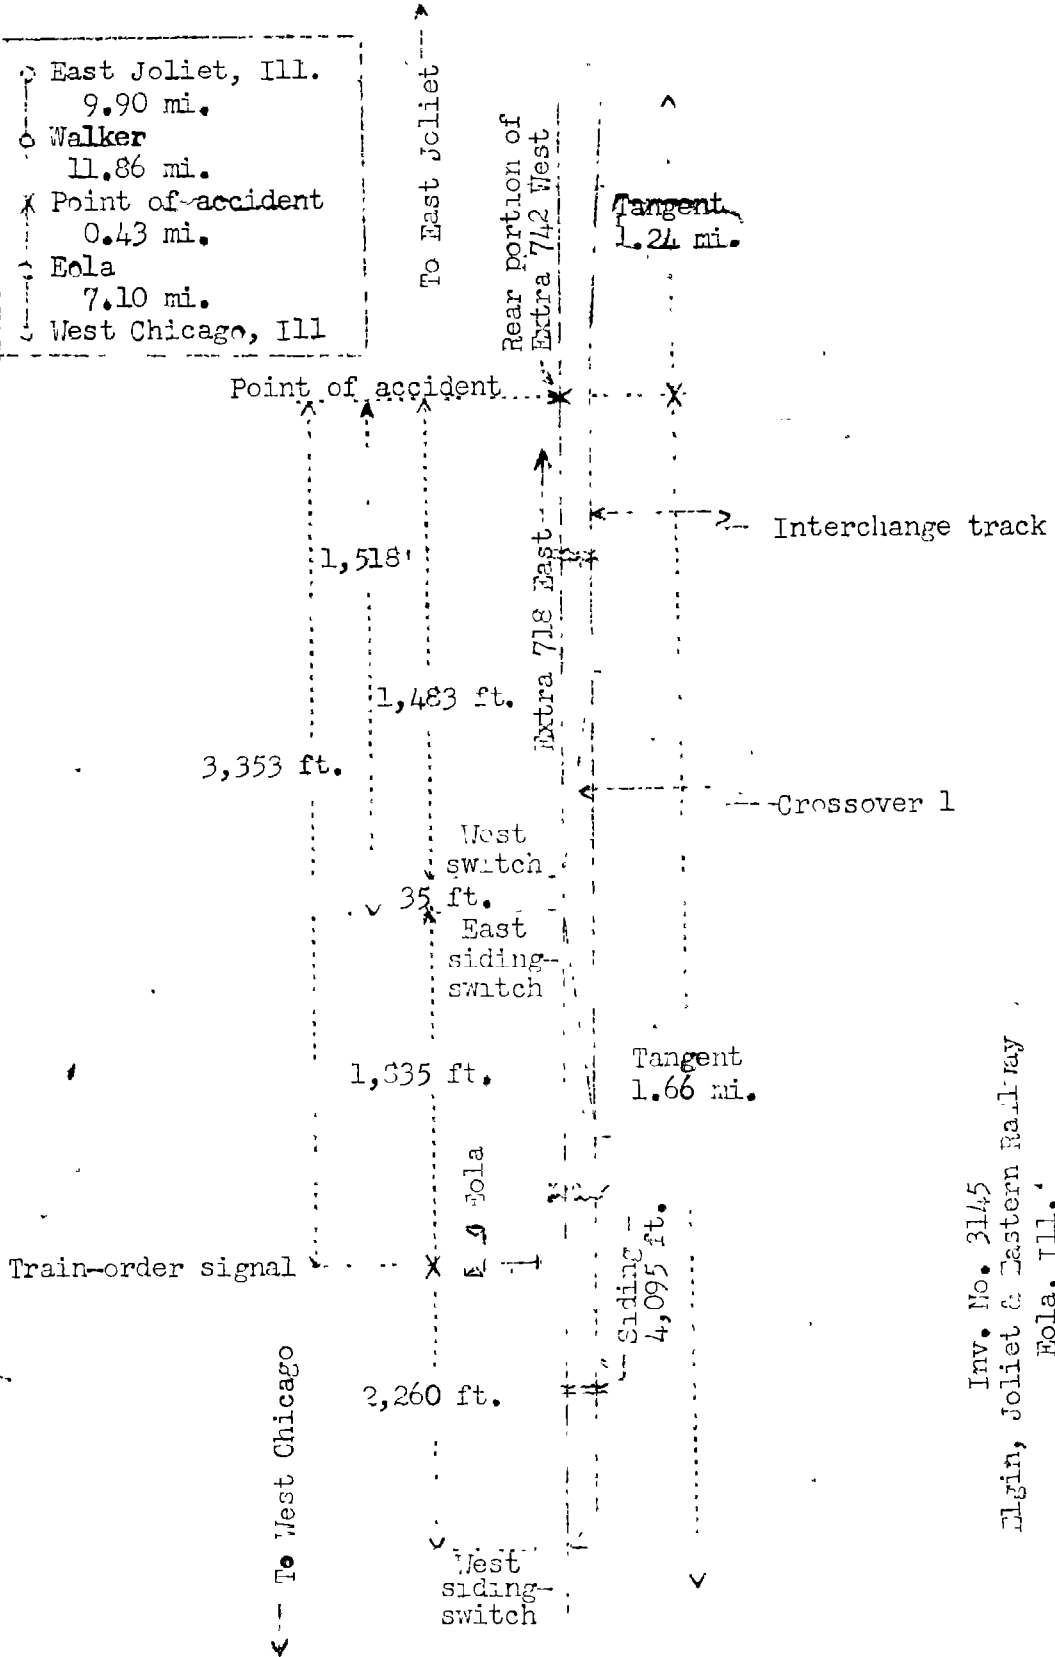 East Joliet, Ill.
9.90 mi.
Walker
11.86 mi.
Point of accident
0.43 mi.
Eola
7.10 mi.
West Chicago, Ill
To East Joliet
Rear portion of
Extra 742 West
Tangent
1.24 mi.
Point of accident
Interchange track
1,518'
Extra 718 East
1,483 ft.
3,353 ft.
Crossover 1
West
switch
35 ft.
East
siding-
switch
Tangent
1.66 mi.
1,835 ft.
Eola
Train-order signal
Siding -
4,095 ft.
2,260 ft.
To West Chicago
West
siding-
switch
Inv. No. 3145
Elgin, Joliet & Eastern Railway
Eola, Ill.